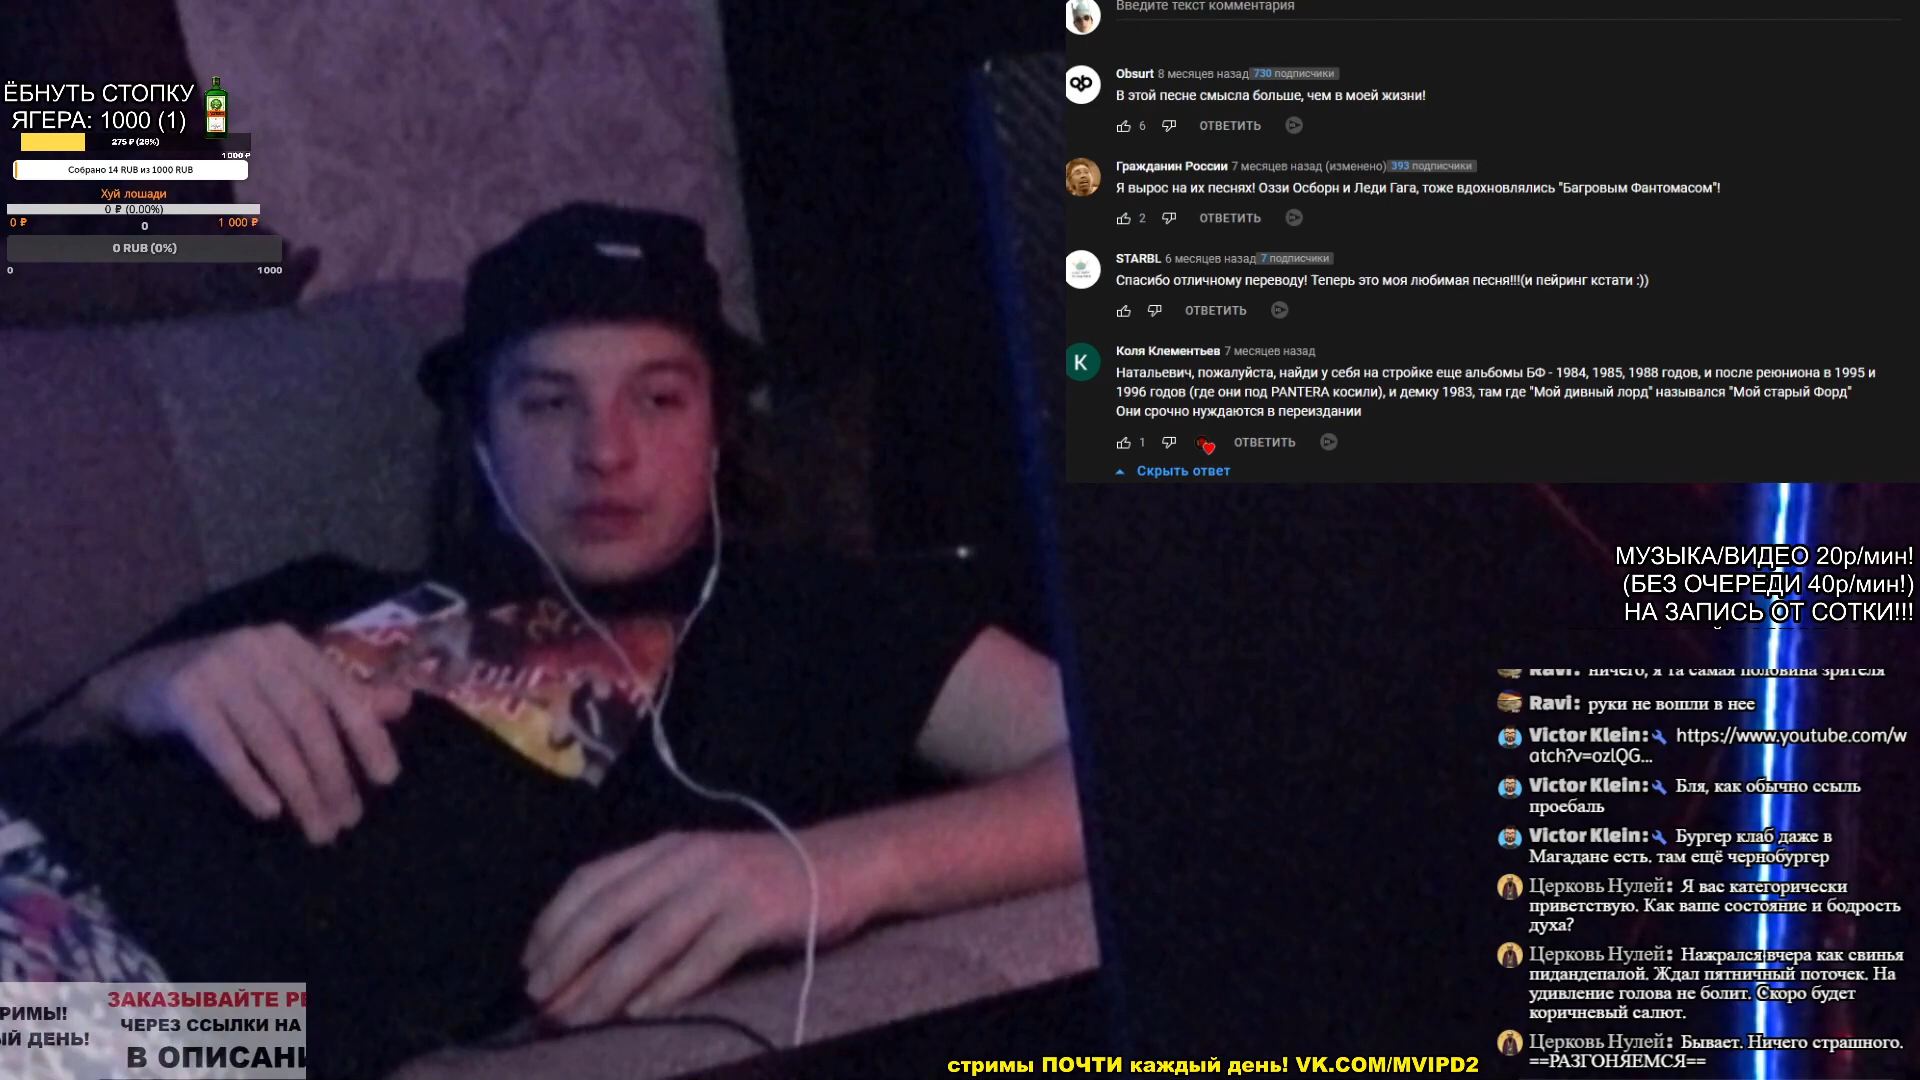 ЁБНУТЬ СТОПКУ
ЯГЕРА: 1000 (1)
275 ₽ (28%)
1 000 ₽
Собрано 14 RUB из 1000 RUB
Хуй лошади
0 ₽ (0.00%)
0 ₽
0
1 000 ₽
0 RUB (0%)
0
1000
Введите текст комментария
Obsurt 8 месяцев назад 730 подписчики
В этой песне смысла больше, чем в моей жизни!
6 ОТВЕТИТЬ
Гражданин России 7 месяцев назад (изменено) 393 подписчики
Я вырос на их песнях! Оззи Осборн и Леди Гага, тоже вдохновлялись "Багровым Фантомасом"!
2 ОТВЕТИТЬ
STARBL 6 месяцев назад 7 подписчики
Спасибо отличному переводу! Теперь это моя любимая песня!!!(и пейринг кстати :))
ОТВЕТИТЬ
К
Коля Клементьев 7 месяцев назад
Натальевич, пожалуйста, найди у себя на стройке еще альбомы БФ - 1984, 1985, 1988 годов, и после реюниона в 1995 и
1996 годов (где они под PANTERA косили), и демку 1983, там где "Мой дивный лорд" назывался "Мой старый Форд"
Они срочно нуждаются в переиздании
1 ОТВЕТИТЬ
Скрыть ответ
МУЗЫКА/ВИДЕО 20р/мин!
(БЕЗ ОЧЕРЕДИ 40р/мин!)
НА ЗАПИСЬ ОТ СОТКИ!!!
Ravi: ничего, я та самая половина зрителя
Ravi: руки не вошли в нее
Victor Klein: https://www.youtube.com/w
atch?v=ozlQG...
Victor Klein: Бля, как обычно ссыль
проебаль
Victor Klein: Бургер клаб даже в
Магадане есть. там ещё чернобургер
Церковь Нулей: Я вас категорически
приветствую. Как ваше состояние и бодрость
духа?
Церковь Нулей: Нажрался вчера как свинья
пидандепалой. Ждал пятничный поточек. На
удивление голова не болит. Скоро будет
коричневый салют.
Церковь Нулей: Бывает. Ничего страшного.
==РАЗГОНЯЕМСЯ==
РИМЫ!
ЫЙ ДЕНЬ!
ЗАКАЗЫВАЙТЕ РЕ
ЧЕРЕЗ ССЫЛКИ НА
В ОПИСАНИ
стримы ПОЧТИ каждый день! VK.COM/MVIPD2